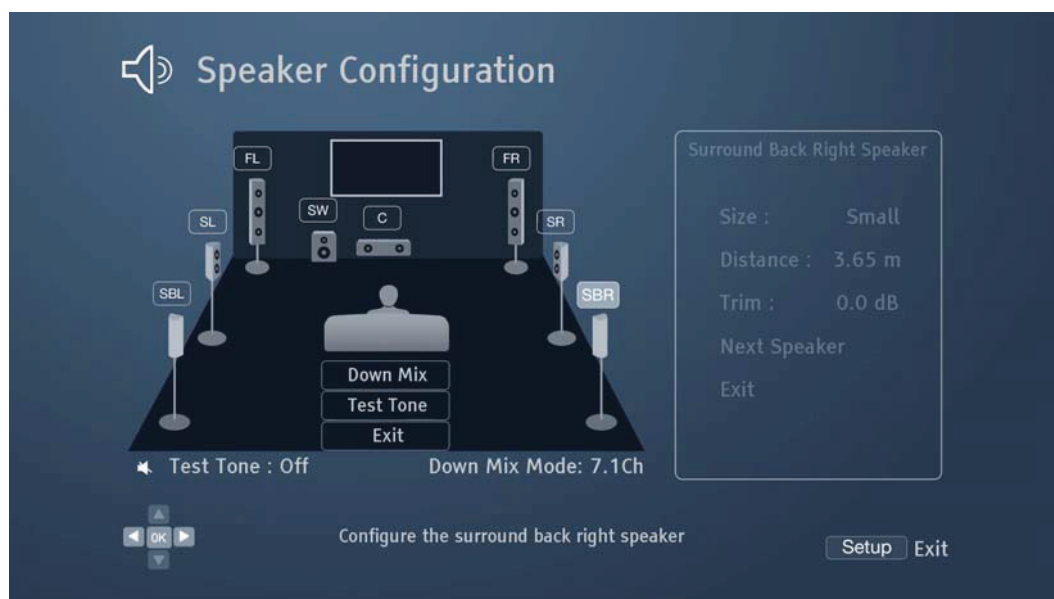 Speaker Configuration
FL
FR
SL
SW
C
SR
SBL
SBR
Down Mix
Test Tone
Exit
Test Tone : Off
Down Mix Mode: 7.1Ch
Surround Back Right Speaker
Size : Small
Distance : 3.65 m
Trim : 0.0 dB
Next Speaker
Exit
OK
Configure the surround back right speaker
Setup Exit